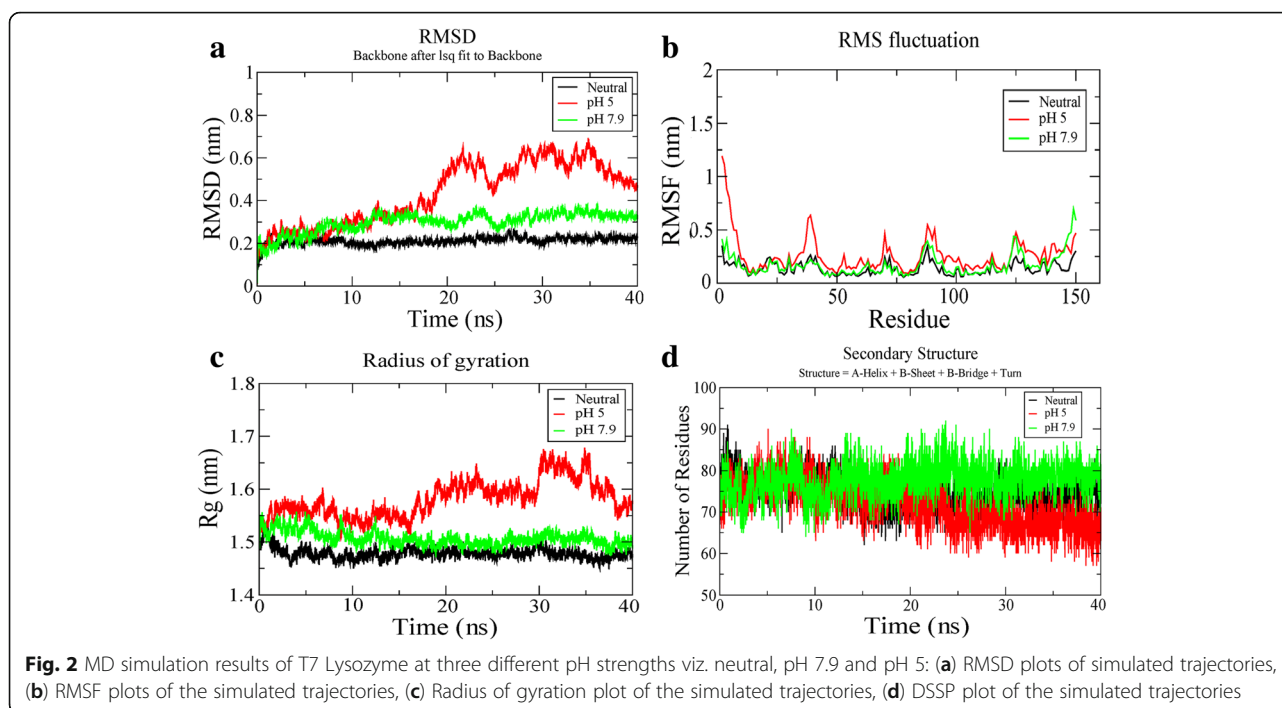 a
RMSD
Backbone after lsq fit to Backbone
1
0.8
0.6
0.4
0.2
0
RMSD (nm)
Neutral
pH 5
pH 7.9
0 10 20 30 40
Time (ns)
b
RMS fluctuation
2
1.5
1
0.5
0
RMSF (nm)
Neutral
pH 5
pH 7.9
0 50 100 150
Residue
c
Radius of gyration
1.8
1.7
1.6
1.5
1.4
Rg (nm)
Neutral
pH 5
pH 7.9
0 10 20 30 40
Time (ns)
d
Secondary Structure
Structure = A-Helix + B-Sheet + B-Bridge + Turn
100
90
80
70
60
50
Number of Residues
Neutral
pH 5
pH 7.9
0 10 20 30 40
Time (ns)
Fig. 2 MD simulation results of T7 Lysozyme at three different pH strengths viz. neutral, pH 7.9 and pH 5: (a) RMSD plots of simulated trajectories,
(b) RMSF plots of the simulated trajectories, (c) Radius of gyration plot of the simulated trajectories, (d) DSSP plot of the simulated trajectories